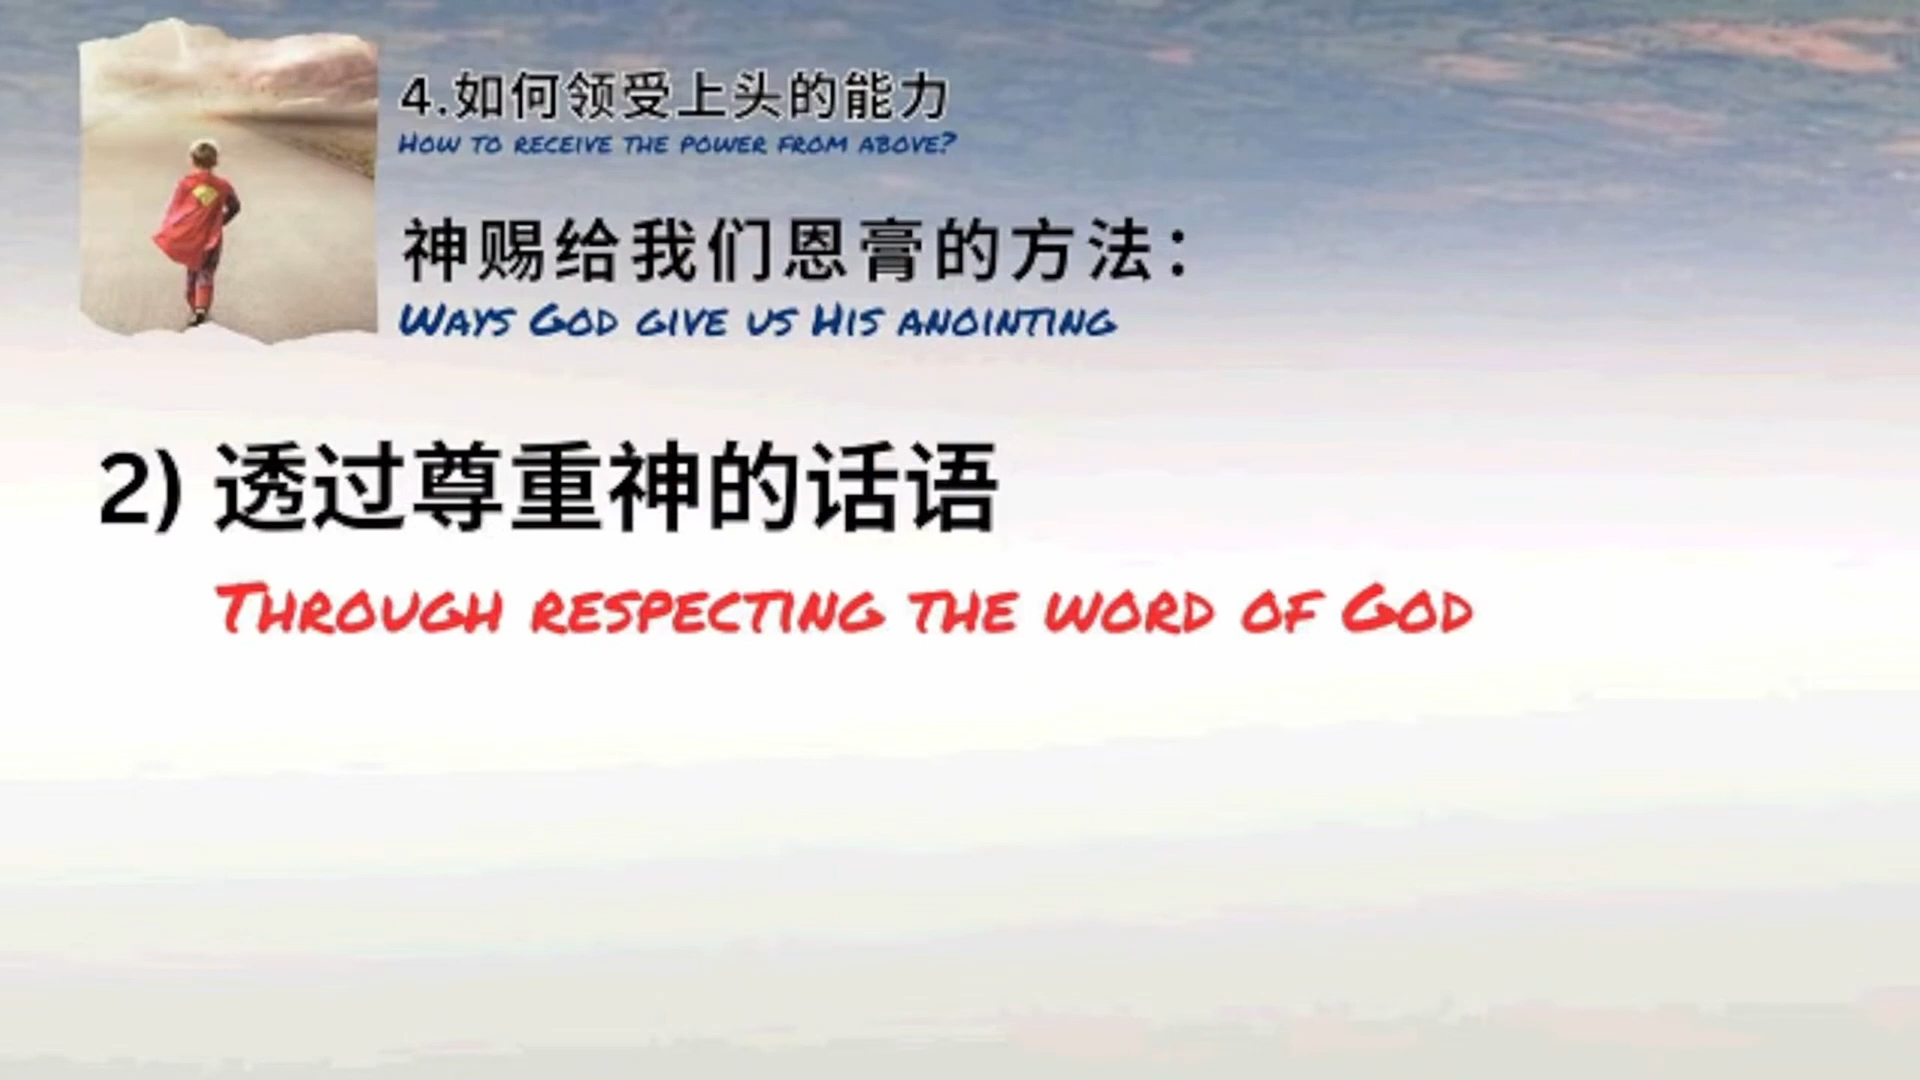 4.如何领受上头的能力
How to receive the power from above?
神赐给我们恩膏的方法：
Ways God give us His anointing
2) 透过尊重神的话语
Through respecting the word of God